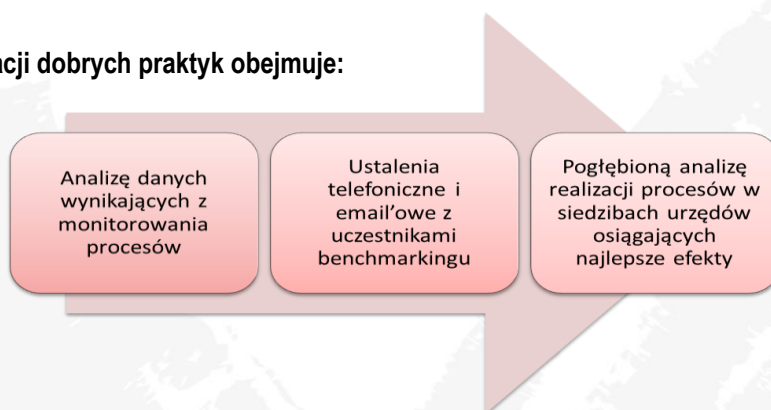 acji dobrych praktyk obejmuje:
Analizę danych
wynikających z
monitorowania
procesów
Ustalenia
telefoniczne i
email’owe z
uczestnikami
benchmarkingu
Pogłębioną analizę
realizacji procesów w
siedzibach urzędów
osiągających
najlepsze efekty